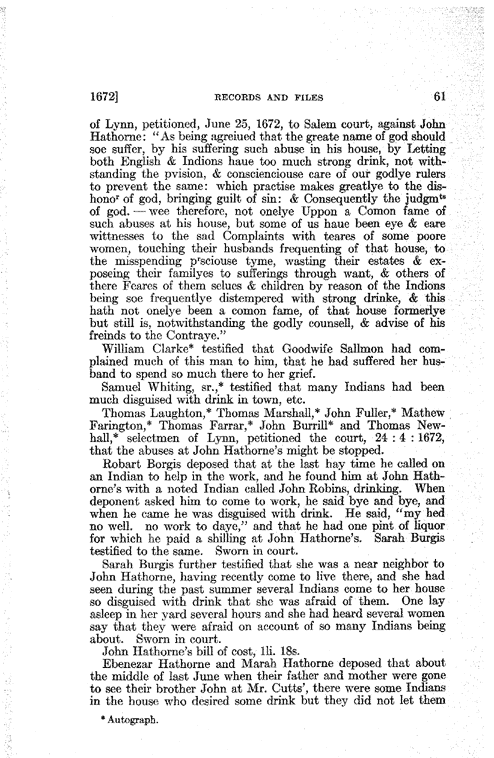 1672] RECORDS AND FILES 61
of Lynn, petitioned, June 25, 1672, to Salem court, against John
Hathorne: "As being agreiued that the greate name of god should
soe suffer, by his suffering such abuse in his house, by Letting
both English & Indions haue too much strong drink, not with-
standing the pvision, & conscienciouse care of our godlye rulers
to prevent the same: which practise makes greatlye to the dis-
honoʳ of god, bringing guilt of sin: & Consequently the judgmᵗˢ
of god. — wee therefore, not onelye Uppon a Comon fame of
such abuses at his house, but some of us haue been eye & eare
wittnesses to the sad Complaints with teares of some poore
women, touching their husbands frequenting of that house, to
the misspending pʳsciouse tyme, wasting their estates & ex-
poseing their familyes to sufferings through want, & others of
there Feares of them selues & children by reason of the Indions
being soe frequentlye distempered with strong drinke, & this
hath not onelye been a comon fame, of that house formerlye
but still is, notwithstanding the godly counsell, & advise of his
freinds to the Contraye."
William Clarke* testified that Goodwife Sallmon had com-
plained much of this man to him, that he had suffered her hus-
band to spend so much there to her grief.
Samuel Whiting, sr.,* testified that many Indians had been
much disguised with drink in town, etc.
Thomas Laughton,* Thomas Marshall,* John Fuller,* Mathew
Farington,* Thomas Farrar,* John Burrill* and Thomas New-
hall,* selectmen of Lynn, petitioned the court, 24 : 4 : 1672,
that the abuses at John Hathorne's might be stopped.
Robart Borgis deposed that at the last hay time he called on
an Indian to help in the work, and he found him at John Hath-
orne's with a noted Indian called John Robins, drinking. When
deponent asked him to come to work, he said bye and bye, and
when he came he was disguised with drink. He said, "my hed
no well. no work to daye," and that he had one pint of liquor
for which he paid a shilling at John Hathorne's. Sarah Burgis
testified to the same. Sworn in court.
Sarah Burgis further testified that she was a near neighbor to
John Hathorne, having recently come to live there, and she had
seen during the past summer several Indians come to her house
so disguised with drink that she was afraid of them. One lay
asleep in her yard several hours and she had heard several women
say that they were afraid on account of so many Indians being
about. Sworn in court.
John Hathorne's bill of cost, 1li. 18s.
Ebenezar Hathorne and Marah Hathorne deposed that about
the middle of last June when their father and mother were gone
to see their brother John at Mr. Cutts', there were some Indians
in the house who desired some drink but they did not let them
* Autograph.